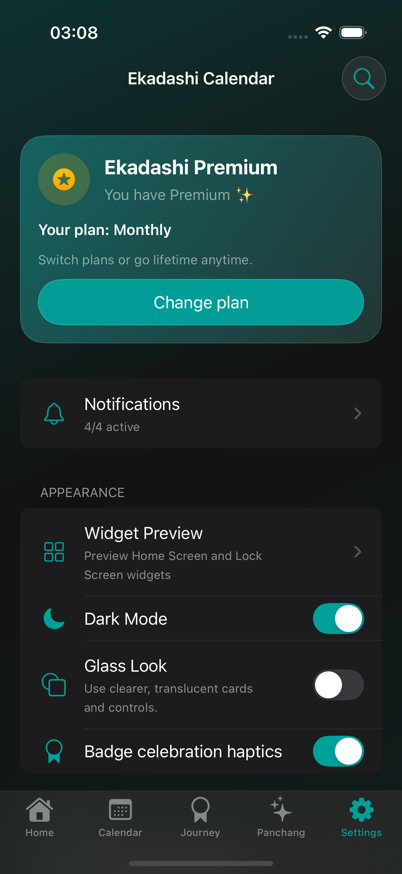 03:08
Ekadashi Calendar
Ekadashi Premium
You have Premium ✨
Your plan: Monthly
Switch plans or go lifetime anytime.
Change plan
Notifications
4/4 active
APPEARANCE
Widget Preview
Preview Home Screen and Lock
Screen widgets
Dark Mode
Glass Look
Use clearer, translucent cards
and controls.
Badge celebration haptics
Home
Calendar
Journey
Panchang
Settings